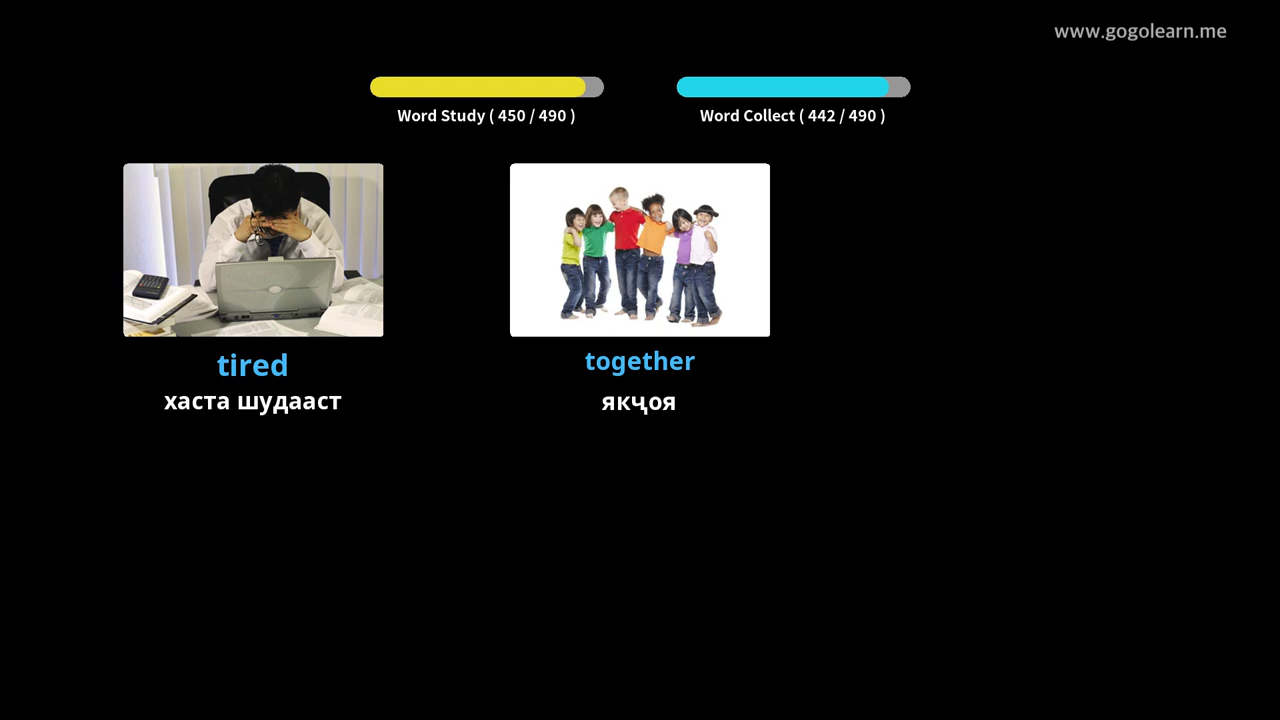 www.gogolearn.me
Word Study ( 450 / 490 )
Word Collect ( 442 / 490 )
tired
хаста шудааст
together
якҷоя